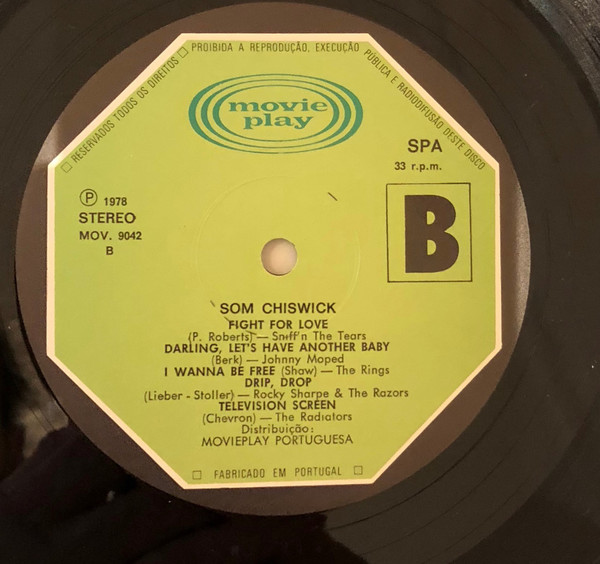 □ RESERVADOS TODOS OS DIREITOS □ PROIBIDA A REPRODUÇÃO, EXECUÇÃO PÚBLICA E RADIODIFUSÃO DESTE DISCO
movie
play
SPA
33 r.p.m.
Ⓟ 1978
STEREO
MOV. 9042
B
B
SOM CHISWICK
FIGHT FOR LOVE
(P. Roberts) — Sniff'n The Tears
DARLING, LET'S HAVE ANOTHER BABY
(Berk) — Johnny Moped
I WANNA BE FREE (Shaw) — The Rings
DRIP, DROP
(Lieber - Stoller) — Rocky Sharpe & The Razors
TELEVISION SCREEN
(Chevron) — The Radiators
Distribuição:
MOVIEPLAY PORTUGUESA
□ FABRICADO EM PORTUGAL □